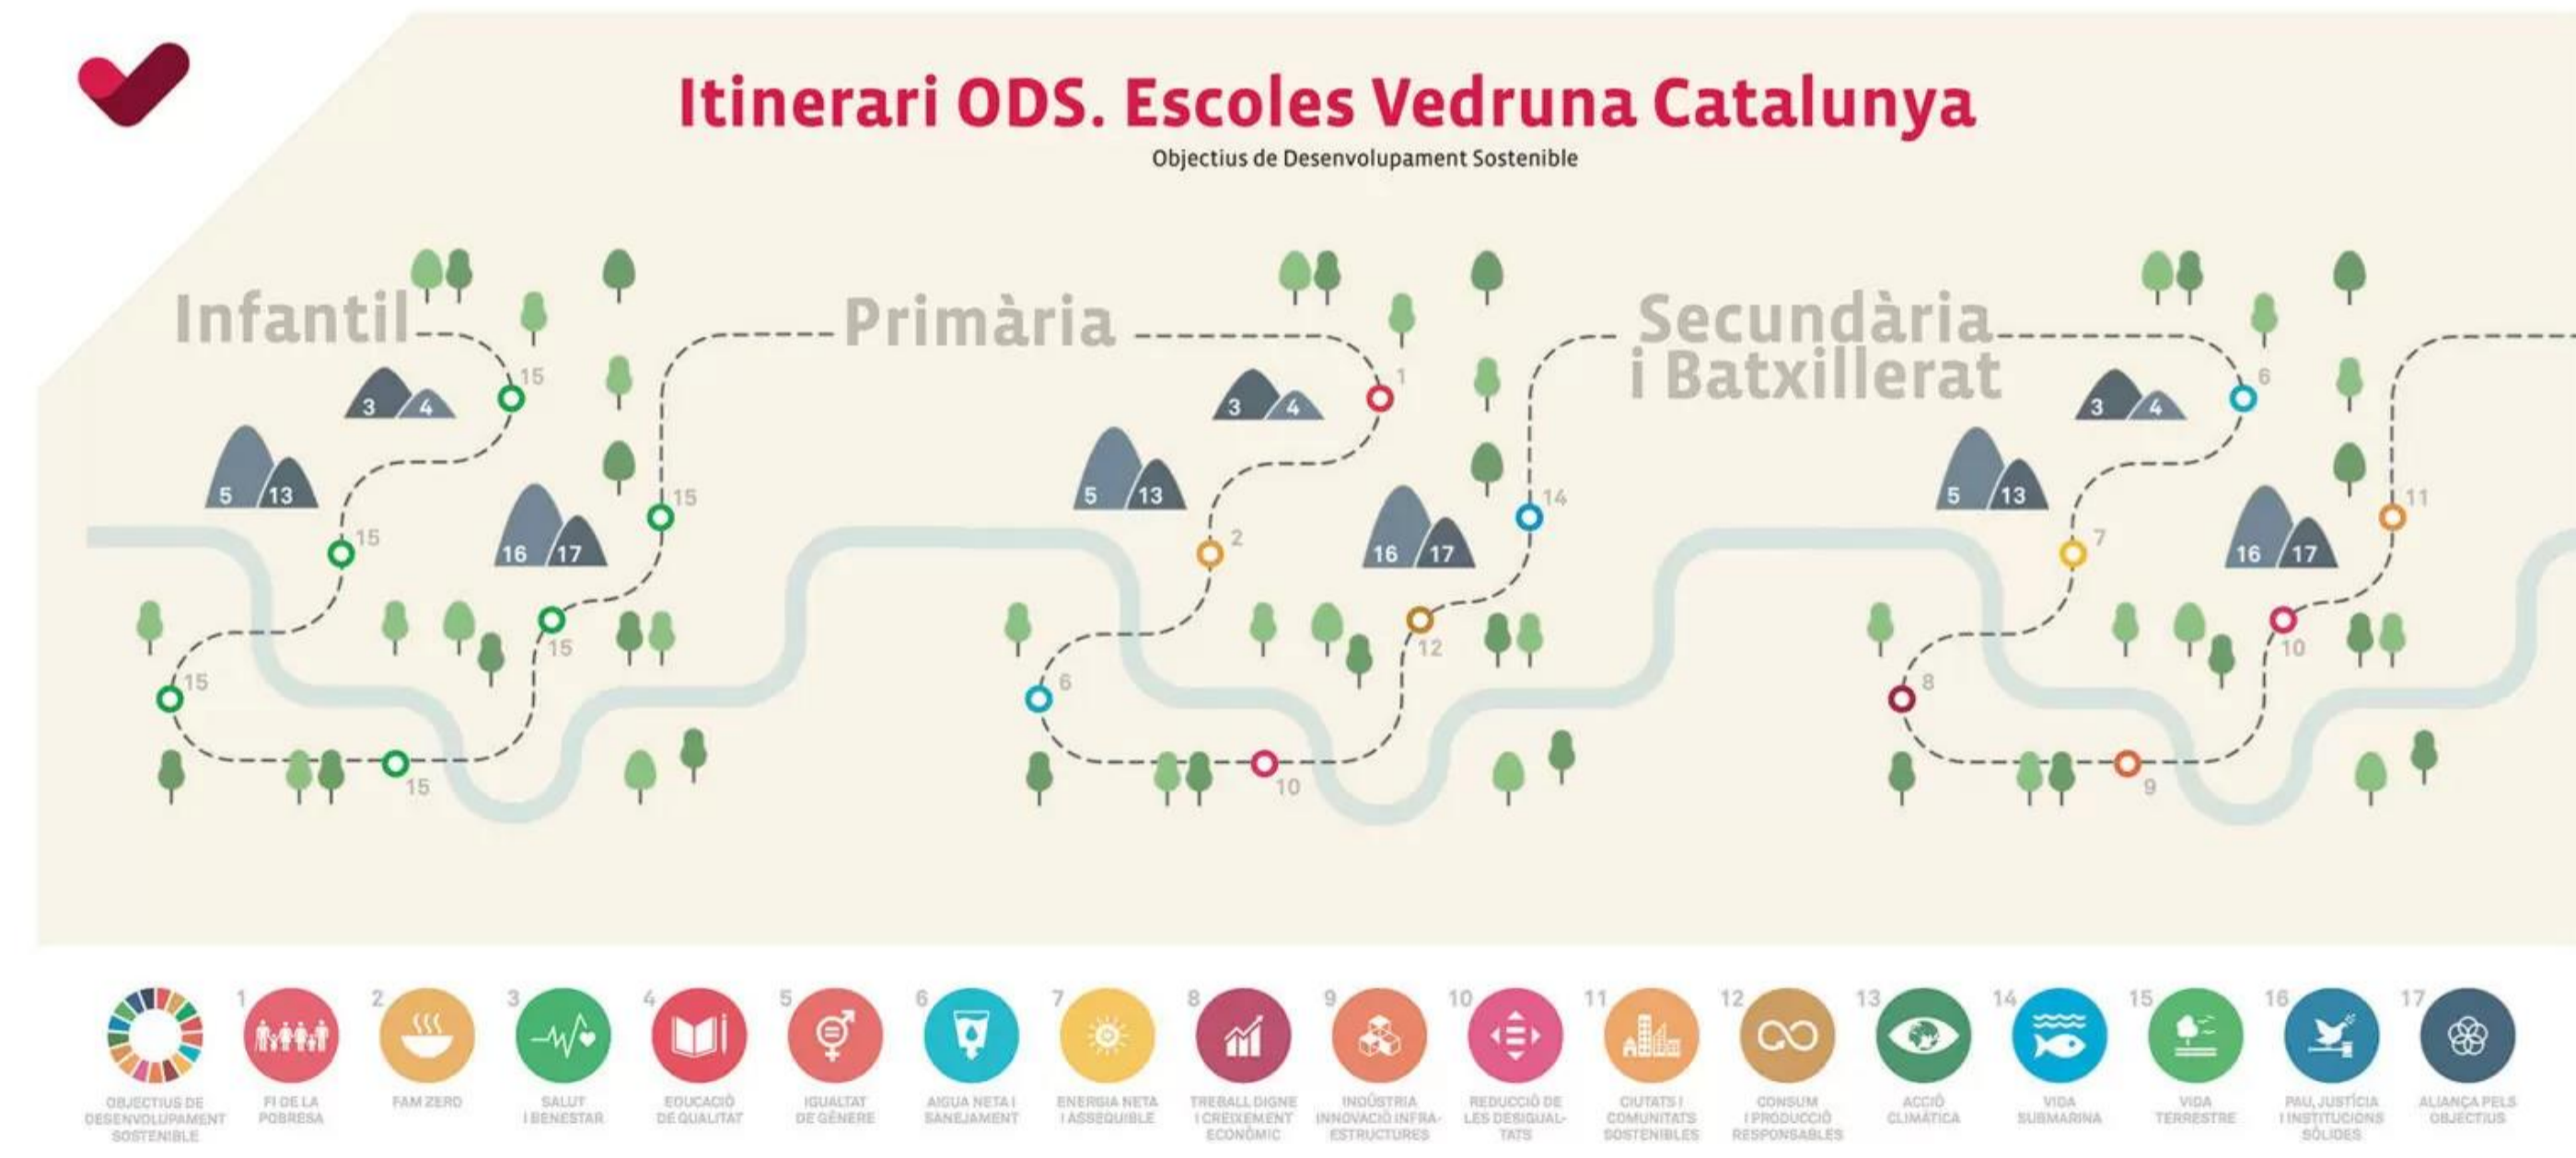 Itinerari ODS. Escoles Vedruna Catalunya
Objectius de Desenvolupament Sostenible
Infantil
15
3
4
5
13
15
15
15
15
16
17
15
Primària
1
3
4
5
13
2
6
10
12
16
17
14
Secundària
i Batxillerat
6
3
4
5
13
7
8
9
10
16
17
11
OBJECTIUS DE
DESENVOLUPAMENT
SOSTENIBLE
1
FI DE LA
POBRESA
2
FAM ZERO
3
SALUT
I BENESTAR
4
EDUCACIÓ
DE QUALITAT
5
IGUALTAT
DE GÈNERE
6
AIGUA NETA I
SANEJAMENT
7
ENERGIA NETA
I ASSEQUIBLE
8
TREBALL DIGNE
I CREIXEMENT
ECONÒMIC
9
INDÚSTRIA
INNOVACIÓ INFRA-
ESTRUCTURES
10
REDUCCIÓ DE
LES DESIGUAL-
TATS
11
CIUTATS I
COMUNITATS
SOSTENIBLES
12
CONSUM
I PRODUCCIÓ
RESPONSABLES
13
ACCIÓ
CLIMÀTICA
14
VIDA
SUBMARINA
15
VIDA
TERRESTRE
16
PAU, JUSTÍCIA
I INSTITUCIONS
SÒLIDES
17
ALIANÇA PELS
OBJECTIUS